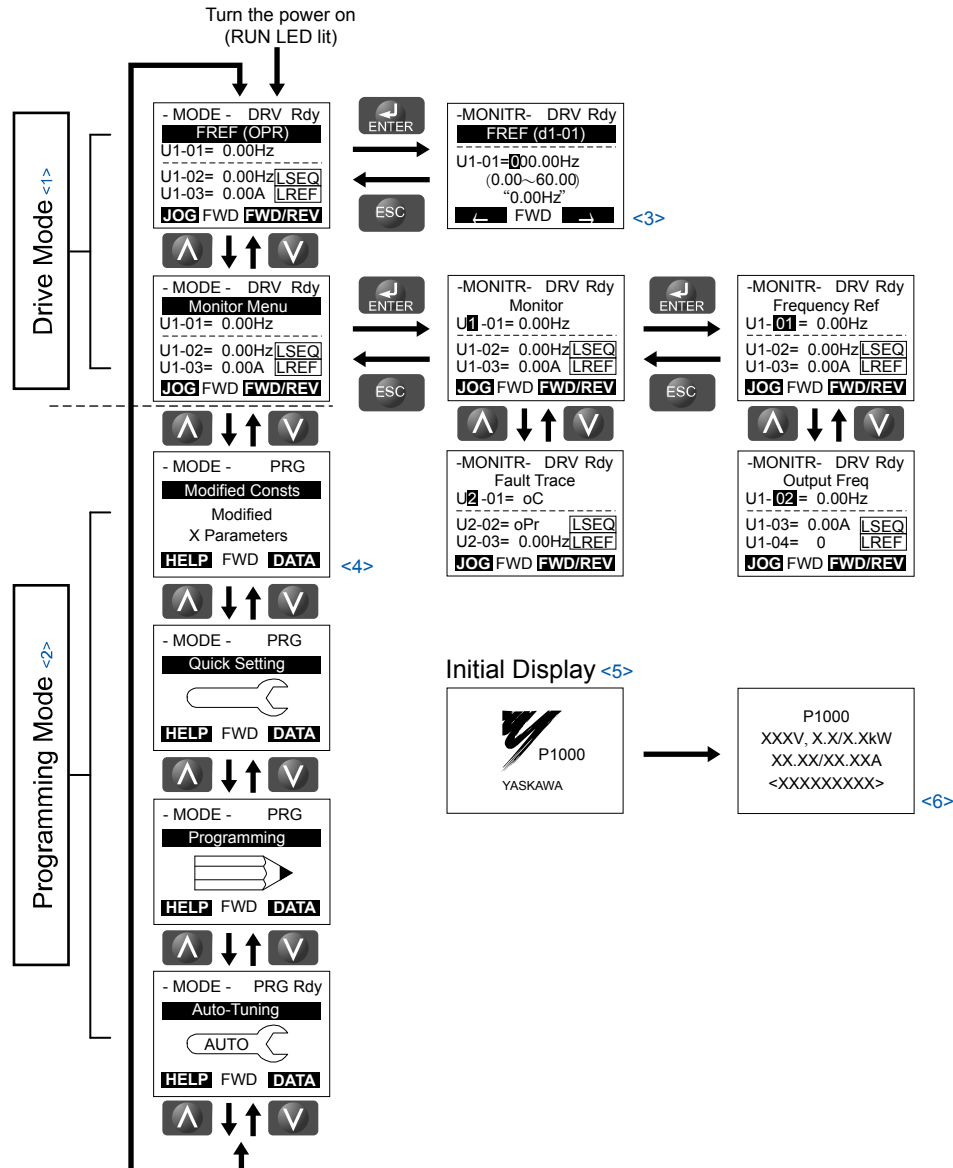 Turn the power on
(RUN LED lit)
Drive Mode <1>
- MODE - DRV Rdy
FREF (OPR)
U1-01= 0.00Hz
U1-02= 0.00Hz LSEQ
U1-03= 0.00A LREF
JOG FWD FWD/REV
ENTER
ESC
-MONITR- DRV Rdy
FREF (d1-01)
U1-01=000.00Hz
(0.00~60.00)
“0.00Hz”
← FWD →
<3>
∧ ∨
- MODE - DRV Rdy
Monitor Menu
U1-01= 0.00Hz
U1-02= 0.00Hz LSEQ
U1-03= 0.00A LREF
JOG FWD FWD/REV
ENTER
ESC
-MONITR- DRV Rdy
Monitor
U1 -01= 0.00Hz
U1-02= 0.00Hz LSEQ
U1-03= 0.00A LREF
JOG FWD FWD/REV
ENTER
ESC
-MONITR- DRV Rdy
Frequency Ref
U1- 01 = 0.00Hz
U1-02= 0.00Hz LSEQ
U1-03= 0.00A LREF
JOG FWD FWD/REV
∧ ∨
∧ ∨
∧ ∨
Programming Mode <2>
- MODE - PRG
Modified Consts
Modified
X Parameters
HELP FWD DATA
<4>
-MONITR- DRV Rdy
Fault Trace
U2 -01= oC
U2-02= oPr LSEQ
U2-03= 0.00Hz LREF
JOG FWD FWD/REV
-MONITR- DRV Rdy
Output Freq
U1- 02 = 0.00Hz
U1-03= 0.00A LSEQ
U1-04= 0 LREF
JOG FWD FWD/REV
∧ ∨
- MODE - PRG
Quick Setting
HELP FWD DATA
∧ ∨
Initial Display <5>
P1000
YASKAWA
P1000
XXXV, X.X/X.XkW
XX.XX/XX.XXA
<XXXXXXXXX>
<6>
- MODE - PRG
Programming
HELP FWD DATA
∧ ∨
- MODE - PRG Rdy
Auto-Tuning
AUTO
HELP FWD DATA
∧ ∨